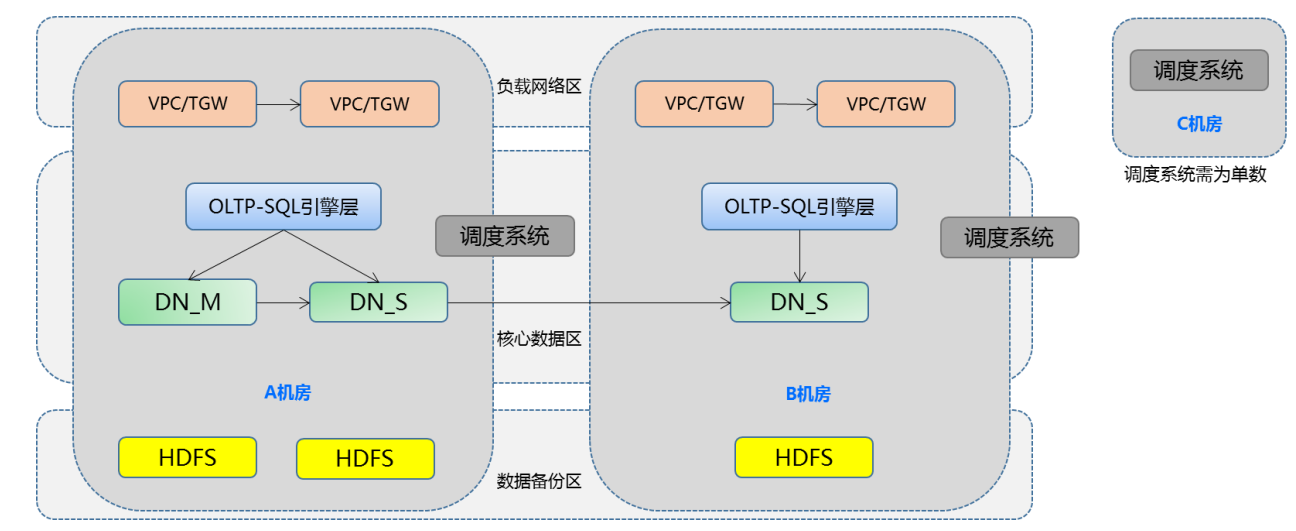 调度系统
C机房
调度系统需为单数
负载网络区
VPC/TGW
VPC/TGW
VPC/TGW
VPC/TGW
OLTP-SQL引擎层
OLTP-SQL引擎层
调度系统
调度系统
DN_M
DN_S
DN_S
核心数据区
A机房
B机房
HDFS
HDFS
HDFS
数据备份区